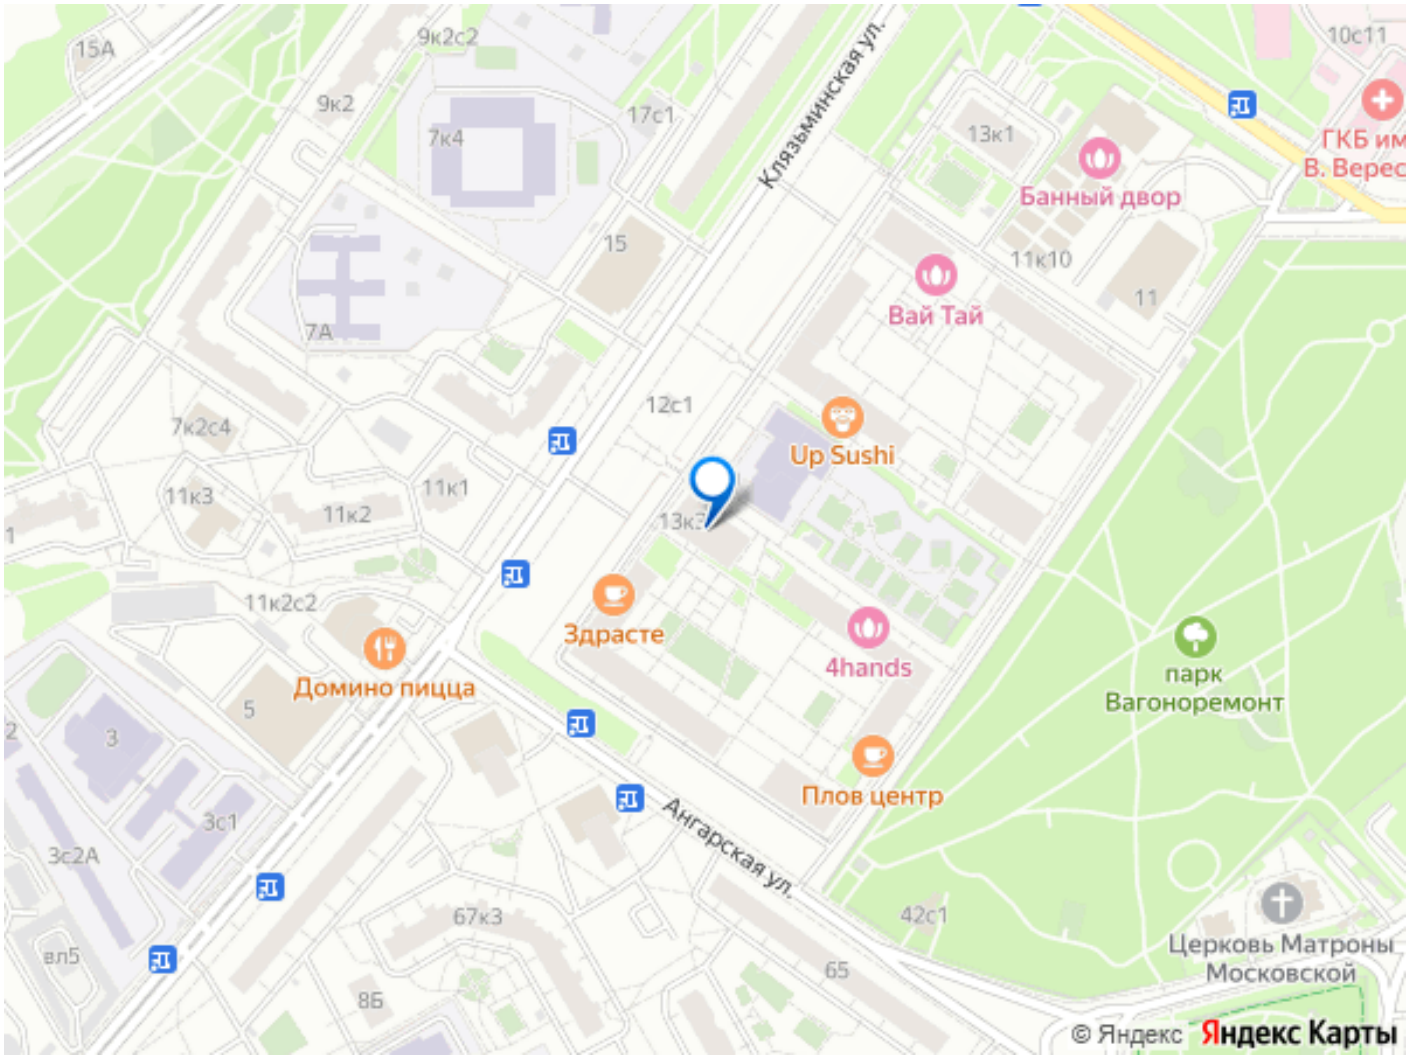 15А
9к2с2
10с11
9к2
7к4
17с1
Клязьминская ул.
13к1
ГКБ им
В. Верес
Банный двор
15
11к10
11
7А
Вай Тай
12с1
7к2с4
Up Sushi
11к3
11к1
11к2
1
13к3
11к2с2
Здрасте
4hands
парк
Вагоноремонт
Домино пицца
5
2
3
Плов центр
3с1
Ангарская ул.
3с2А
67к3
42с1
Церковь Матроны
Московской
вл5
65
8Б
© Яндекс Яндекс Карты